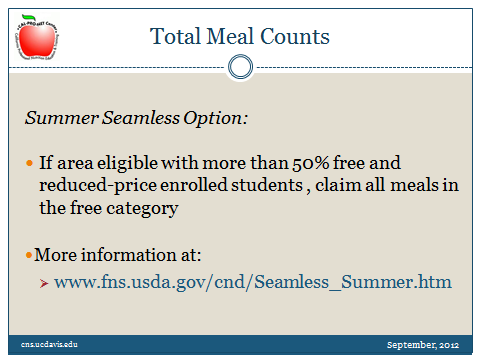 Total Meal Counts
Summer Seamless Option:
If area eligible with more than 50% free and
reduced-price enrolled students , claim all meals in
the free category
More information at:
www.fns.usda.gov/cnd/Seamless_Summer.htm
cns.ucdavis.edu
September, 2012